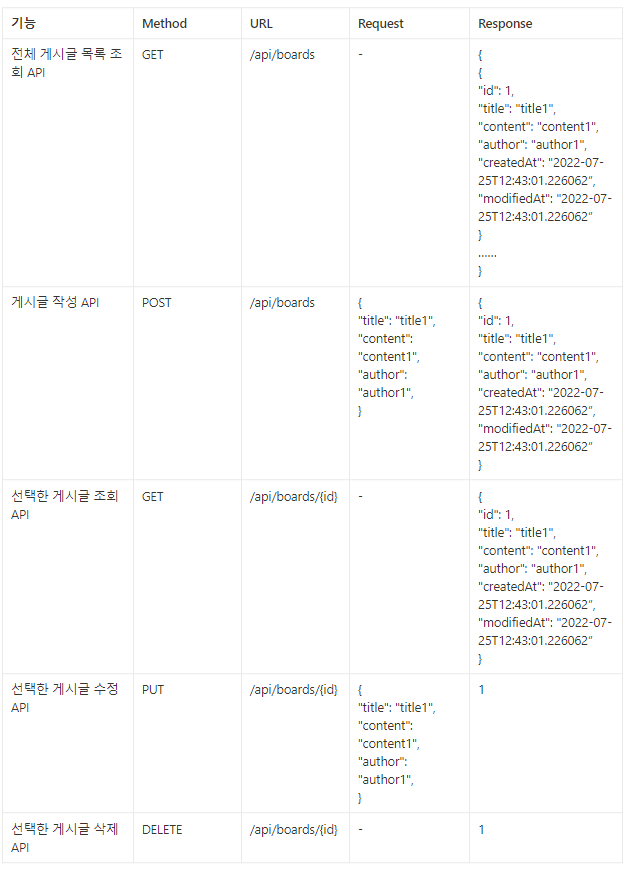 기능 Method URL Request Response
전체 게시글 목록 조
회 API
GET
/api/boards
-
{
{
"id": 1,
"title": "title1",
"content": "content1",
"author": "author1",
"createdAt": "2022-07-
25T12:43:01.226062",
"modifiedAt": "2022-07-
25T12:43:01.226062"
}
......
}
게시글 작성 API
POST
/api/boards
{
"title": "title1",
"content":
"content1",
"author":
"author1",
}
{
"id": 1,
"title": "title1",
"content": "content1",
"author": "author1",
"createdAt": "2022-07-
25T12:43:01.226062",
"modifiedAt": "2022-07-
25T12:43:01.226062"
}
선택한 게시글 조회
API
GET
/api/boards/{id}
-
{
"id": 1,
"title": "title1",
"content": "content1",
"author": "author1",
"createdAt": "2022-07-
25T12:43:01.226062",
"modifiedAt": "2022-07-
25T12:43:01.226062"
}
선택한 게시글 수정
API
PUT
/api/boards/{id}
{
"title": "title1",
"content":
"content1",
"author":
"author1",
}
1
선택한 게시글 삭제
API
DELETE
/api/boards/{id}
-
1